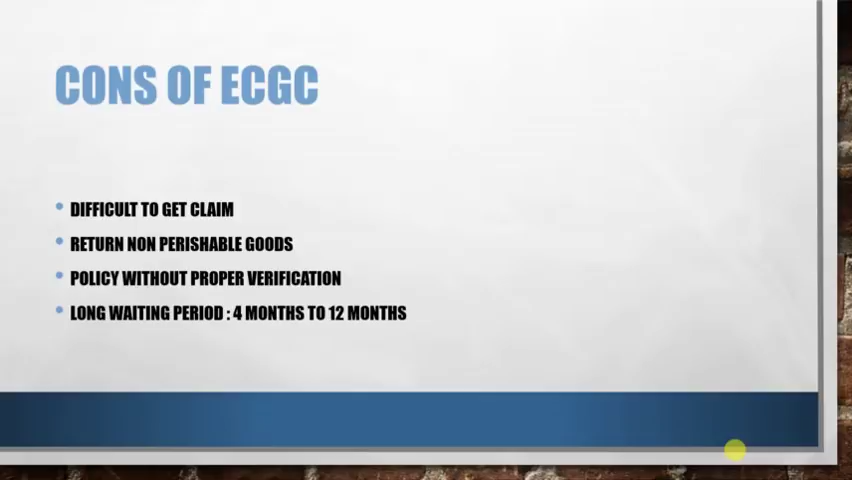 CONS OF ECGC
DIFFICULT TO GET CLAIM
RETURN NON PERISHABLE GOODS
POLICY WITHOUT PROPER VERIFICATION
LONG WAITING PERIOD : 4 MONTHS TO 12 MONTHS